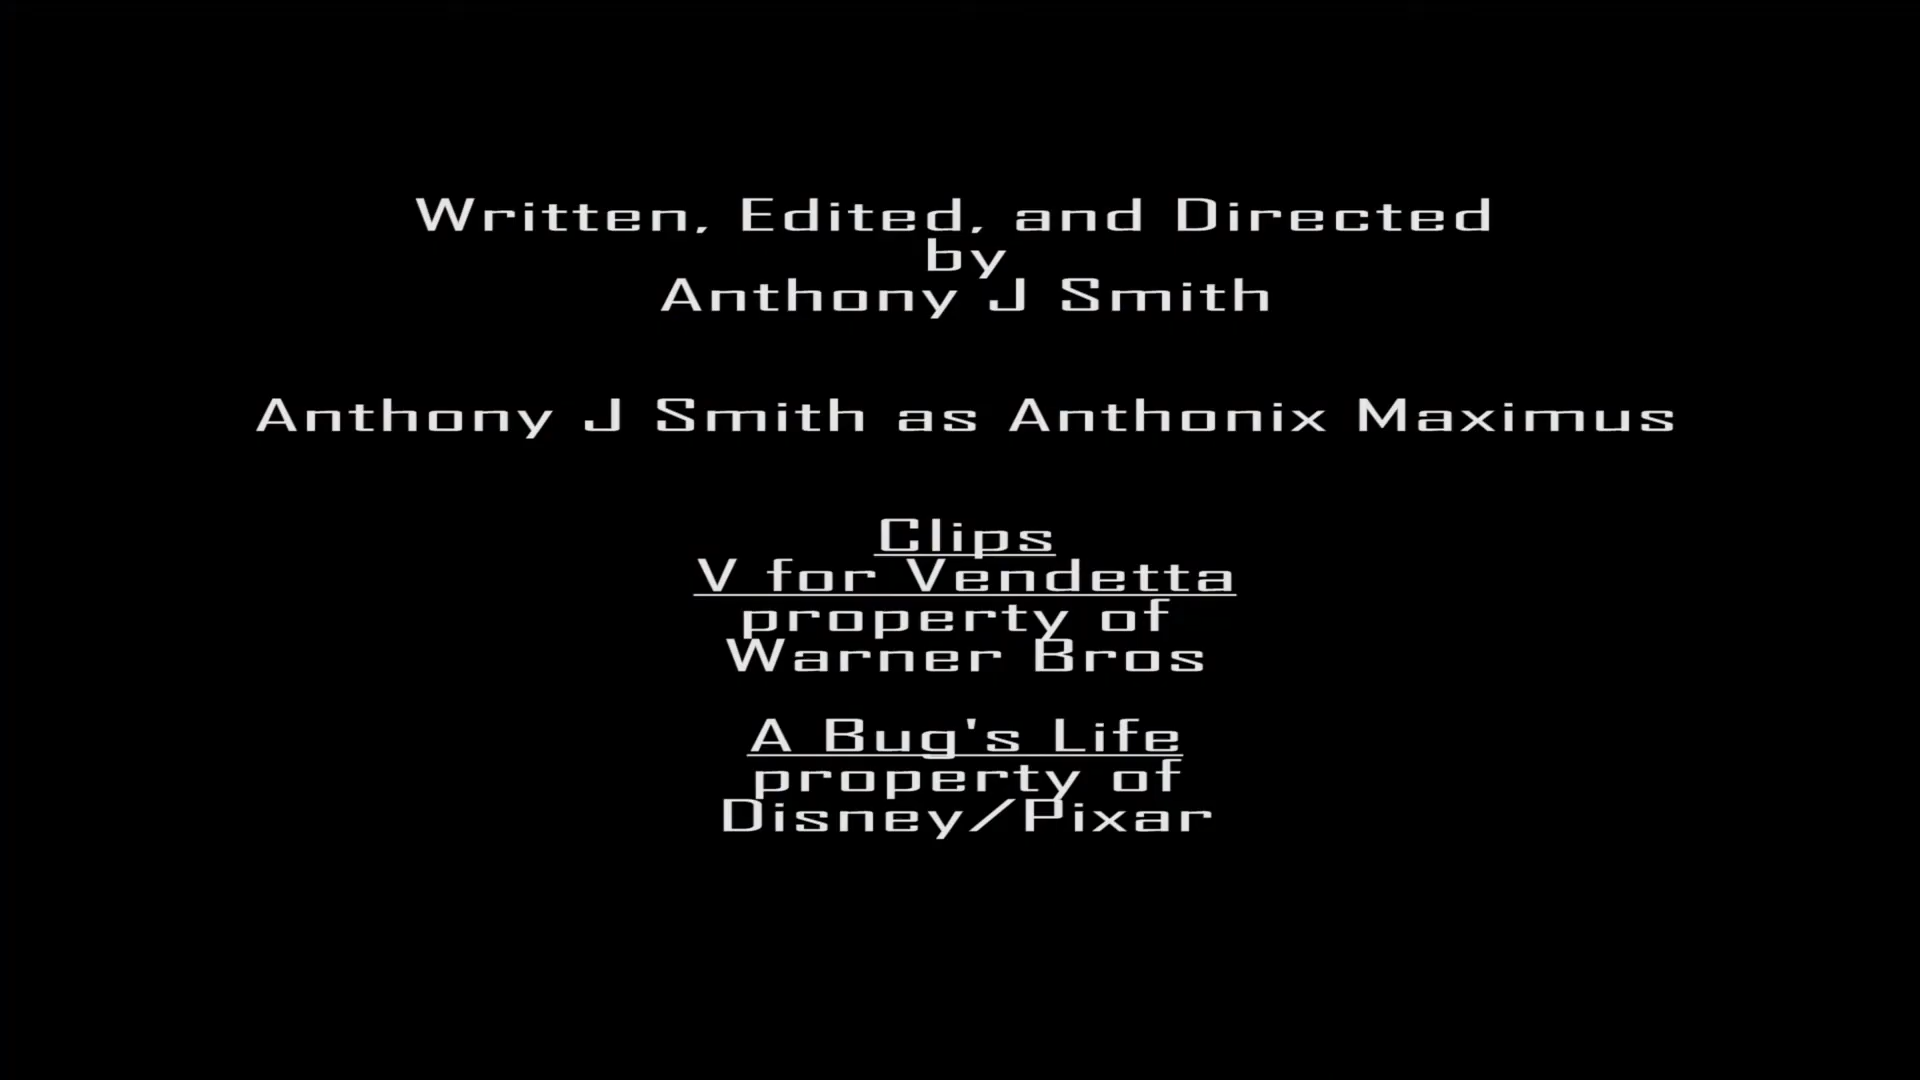 Written, Edited, and Directed
by
Anthony J Smith
Anthony J Smith as Anthonix Maximus
Clips
V for Vendetta
property of
Warner Bros
A Bug's Life
property of
Disney/Pixar